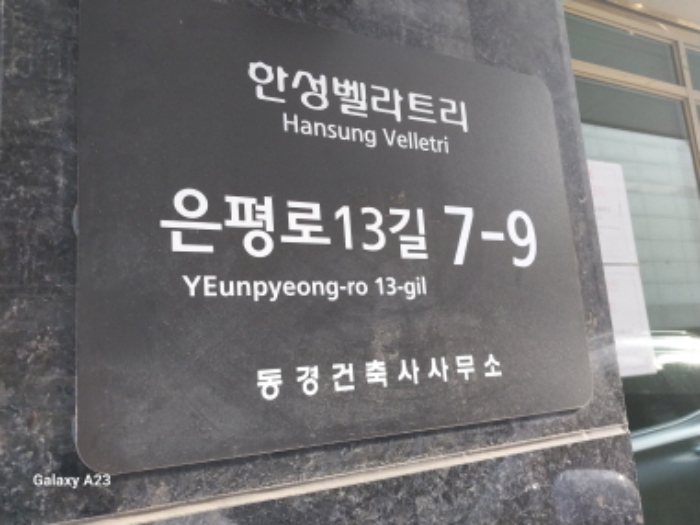 한성벨라트리
Hansung Velletri
은평로13길 7-9
YEunpyeong-ro 13-gil
동경건축사사무소
Galaxy A23